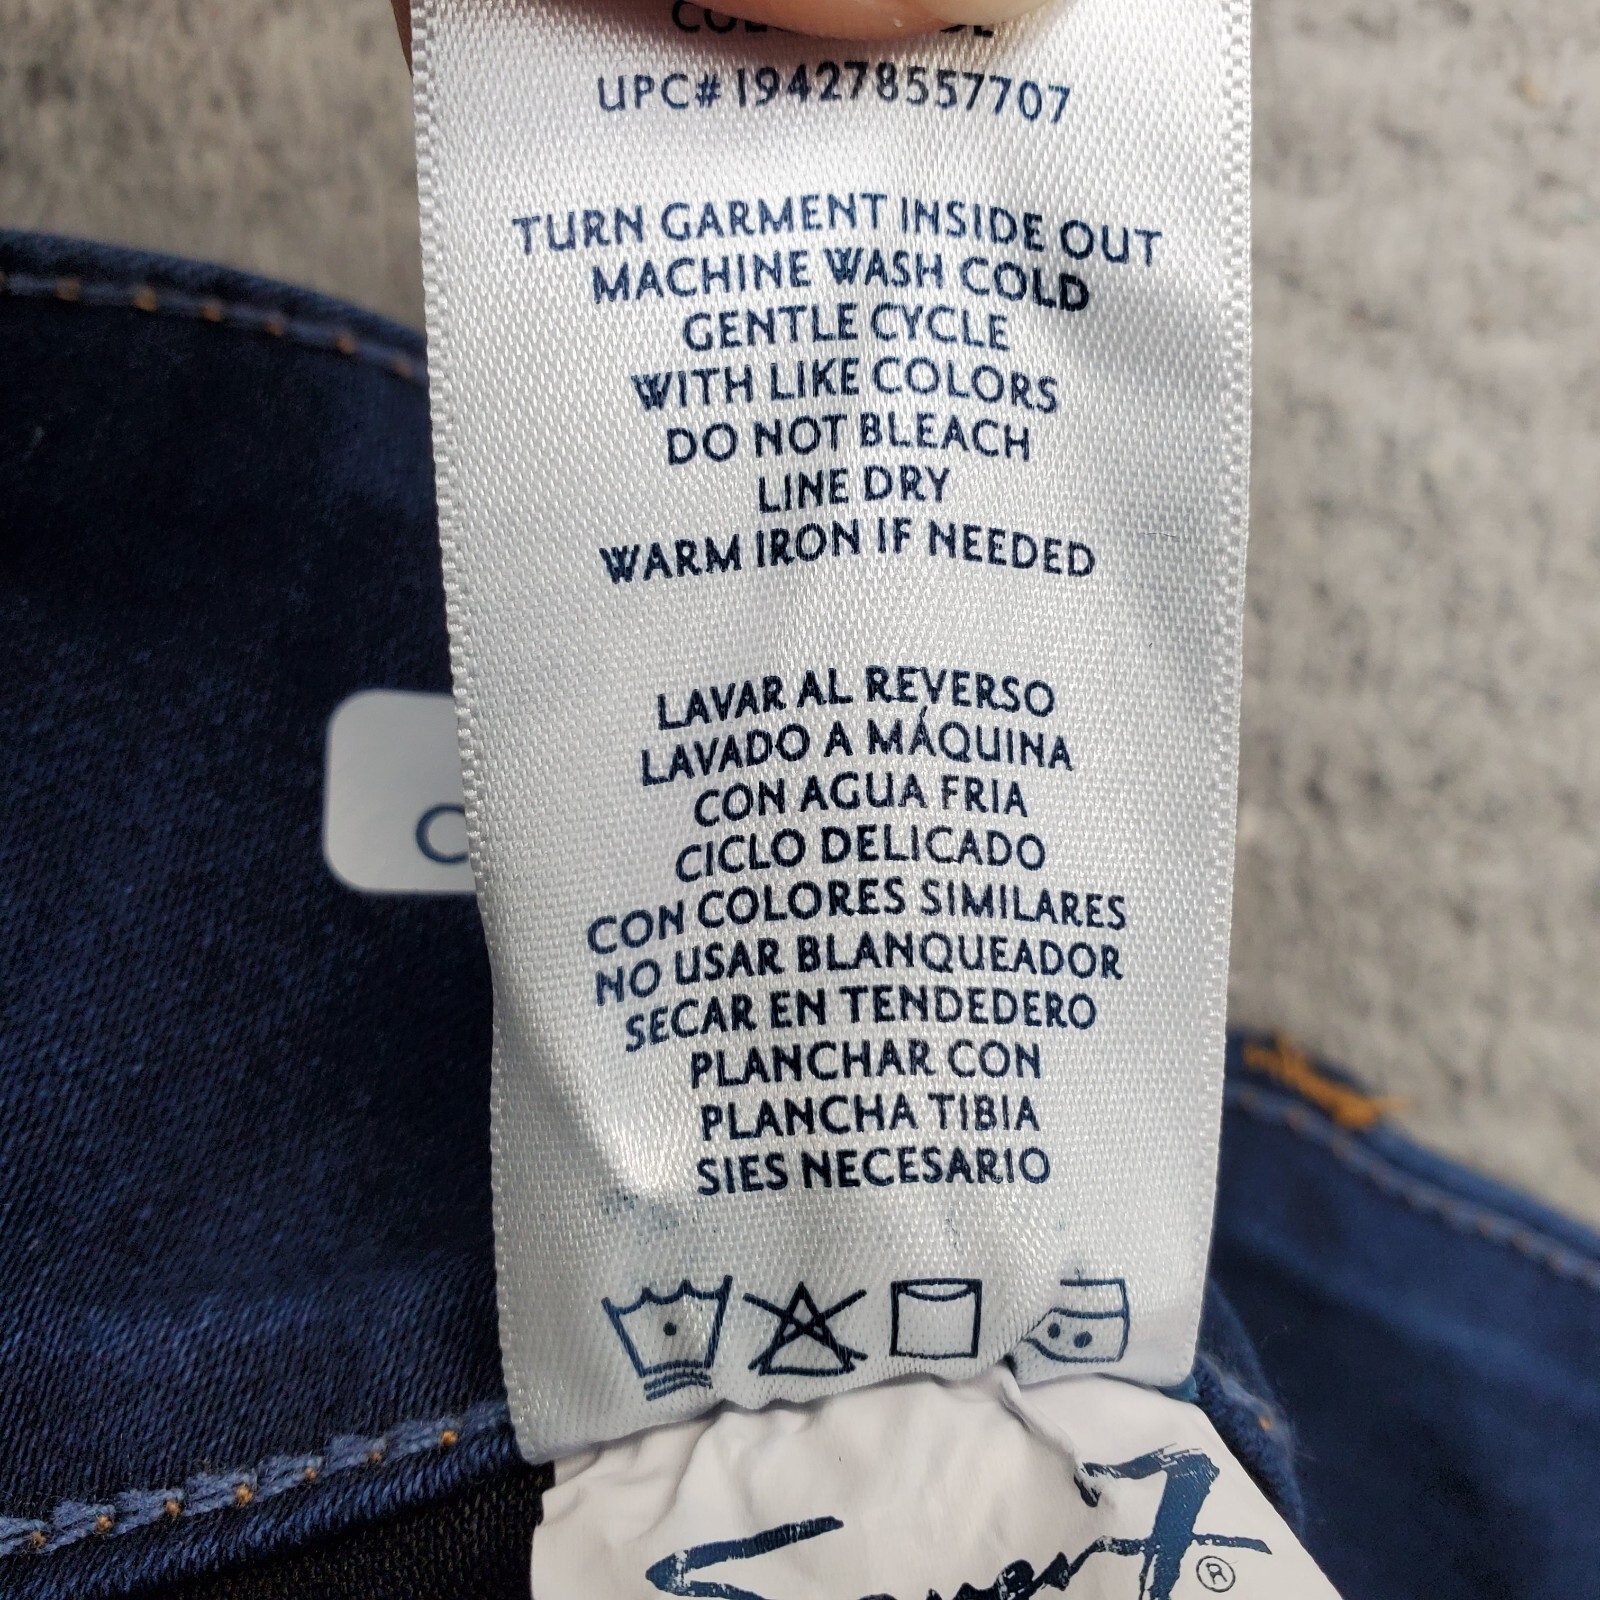 UPC# 194278557707
TURN GARMENT INSIDE OUT
MACHINE WASH COLD
GENTLE CYCLE
WITH LIKE COLORS
DO NOT BLEACH
LINE DRY
WARM IRON IF NEEDED
LAVAR AL REVERSO
LAVADO A MÁQUINA
CON AGUA FRIA
CICLO DELICADO
CON COLORES SIMILARES
NO USAR BLANQUEADOR
SECAR EN TENDEDERO
PLANCHAR CON
PLANCHA TIBIA
SIES NECESARIO
C
Seven7 ®